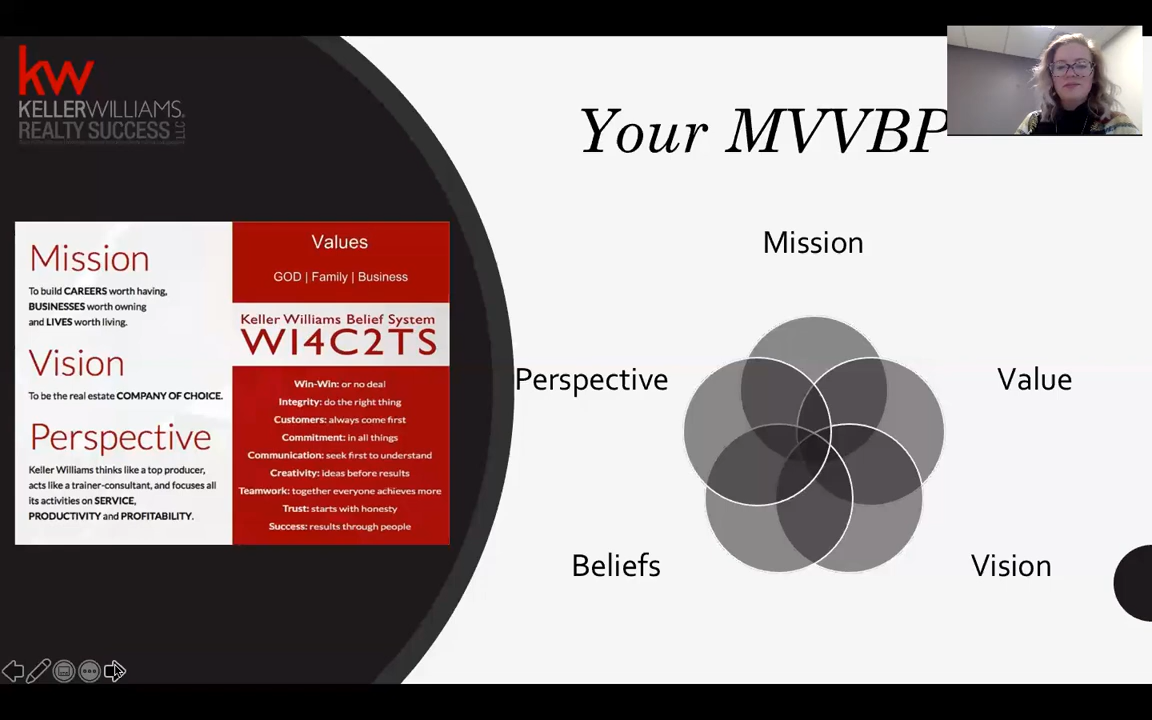 kw
KELLERWILLIAMS.
REALTY SUCCESS LLC
Your MVVBP
Mission
To build CAREERS worth having,
BUSINESSES worth owning
and LIVES worth living.
Vision
To be the real estate COMPANY OF CHOICE.
Perspective
Keller Williams thinks like a top producer,
acts like a trainer-consultant, and focuses all
its activities on SERVICE,
PRODUCTIVITY and PROFITABILITY.
Values
GOD | Family | Business
Keller Williams Belief System
WI4C2TS
Win-Win: or no deal
Integrity: do the right thing
Customers: always come first
Commitment: in all things
Communication: seek first to understand
Creativity: ideas before results
Teamwork: together everyone achieves more
Trust: starts with honesty
Success: results through people
Mission
Perspective
Value
Beliefs
Vision